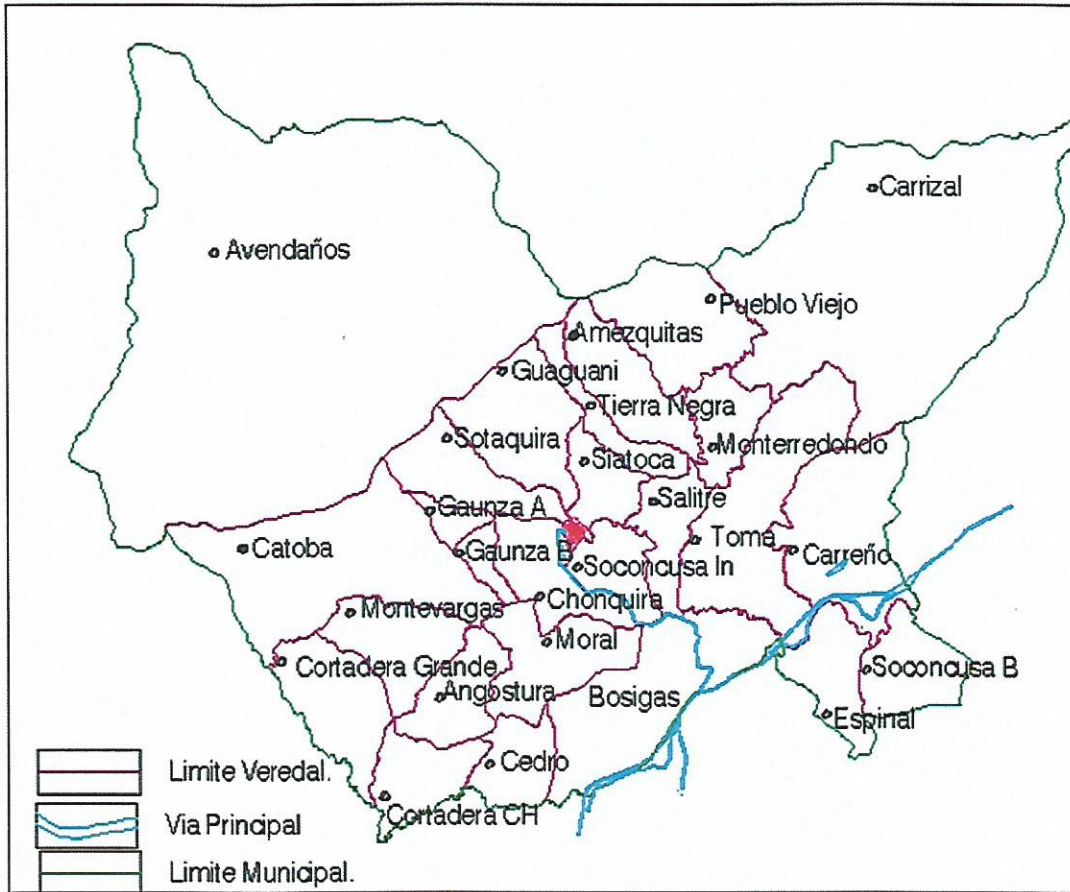 Carrizal
Avendaños
Pueblo Viejo
Amezquitas
Guaguani
Tierra Negra
Sotaquira
Monterredondo
Siatoca
Salitre
Gaunza A
Toma
Catoba
Gaunza B
Carreño
Soconcusa In
Chonquira
Montevargas
Moral
Cortadera Grande
Soconcusa B
Angostura
Bosigas
Espinal
Cedro
Cortadera CH
Limite Veredal.
Via Principal
Limite Municipal.